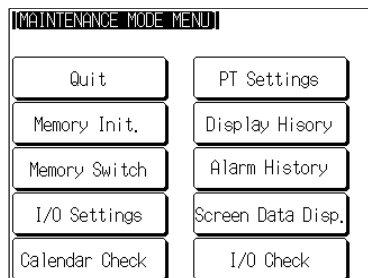 [MAINTENANCE MODE MENU]
Quit
PT Settings
Memory Init.
Display Hisory
Memory Switch
Alarm History
I/O Settings
Screen Data Disp.
Calendar Check
I/O Check